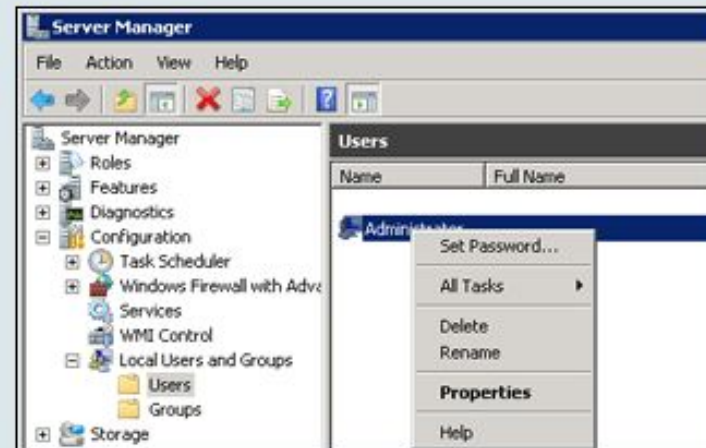 Server Manager
File Action View Help
Server Manager
Roles
Features
Diagnostics
Configuration
Task Scheduler
Windows Firewall with Adva
Services
WMI Control
Local Users and Groups
Users
Groups
Storage
Users
Name Full Name
Administrator
Set Password...
All Tasks
Delete
Rename
Properties
Help